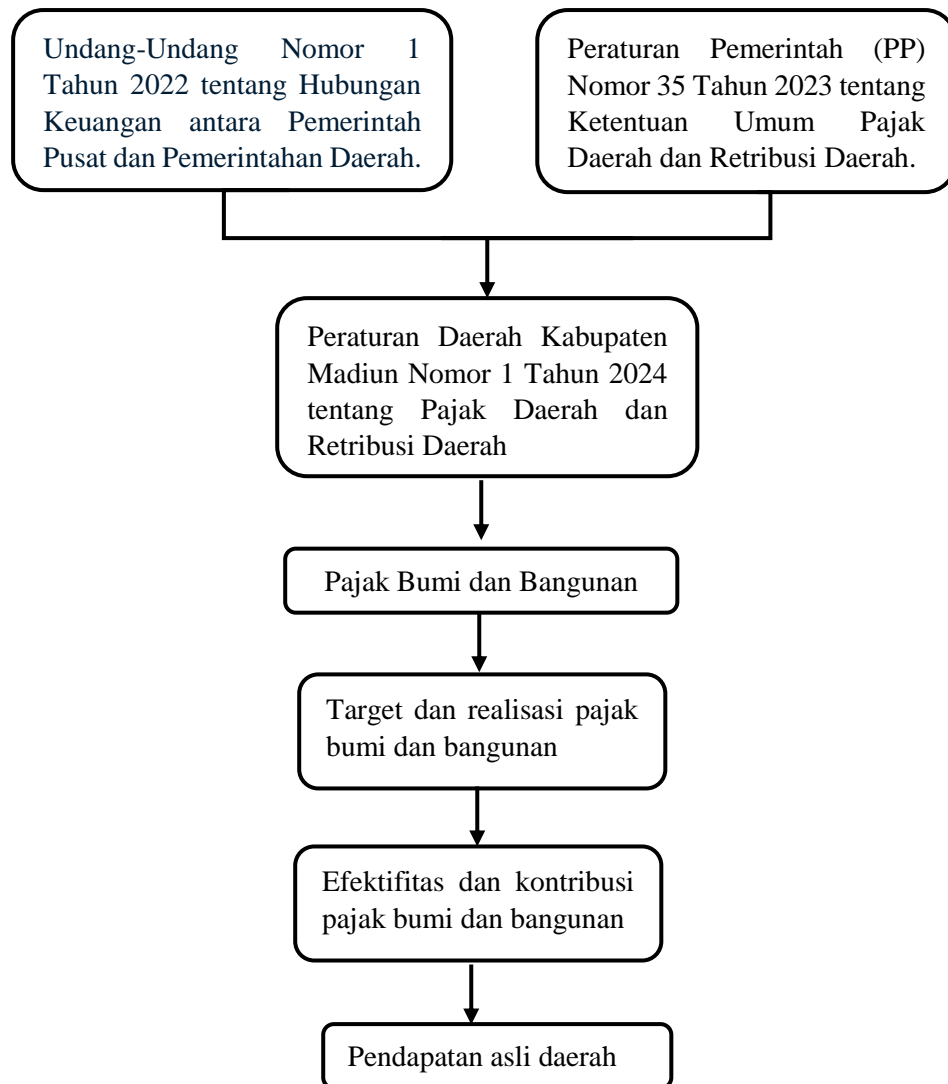 Undang-Undang Nomor 1
Tahun 2022 tentang Hubungan
Keuangan antara Pemerintah
Pusat dan Pemerintahan Daerah.
Peraturan Pemerintah (PP)
Nomor 35 Tahun 2023 tentang
Ketentuan Umum Pajak
Daerah dan Retribusi Daerah.
Peraturan Daerah Kabupaten
Madiun Nomor 1 Tahun 2024
tentang Pajak Daerah dan
Retribusi Daerah
Pajak Bumi dan Bangunan
Target dan realisasi pajak
bumi dan bangunan
Efektifitas dan kontribusi
pajak bumi dan bangunan
Pendapatan asli daerah